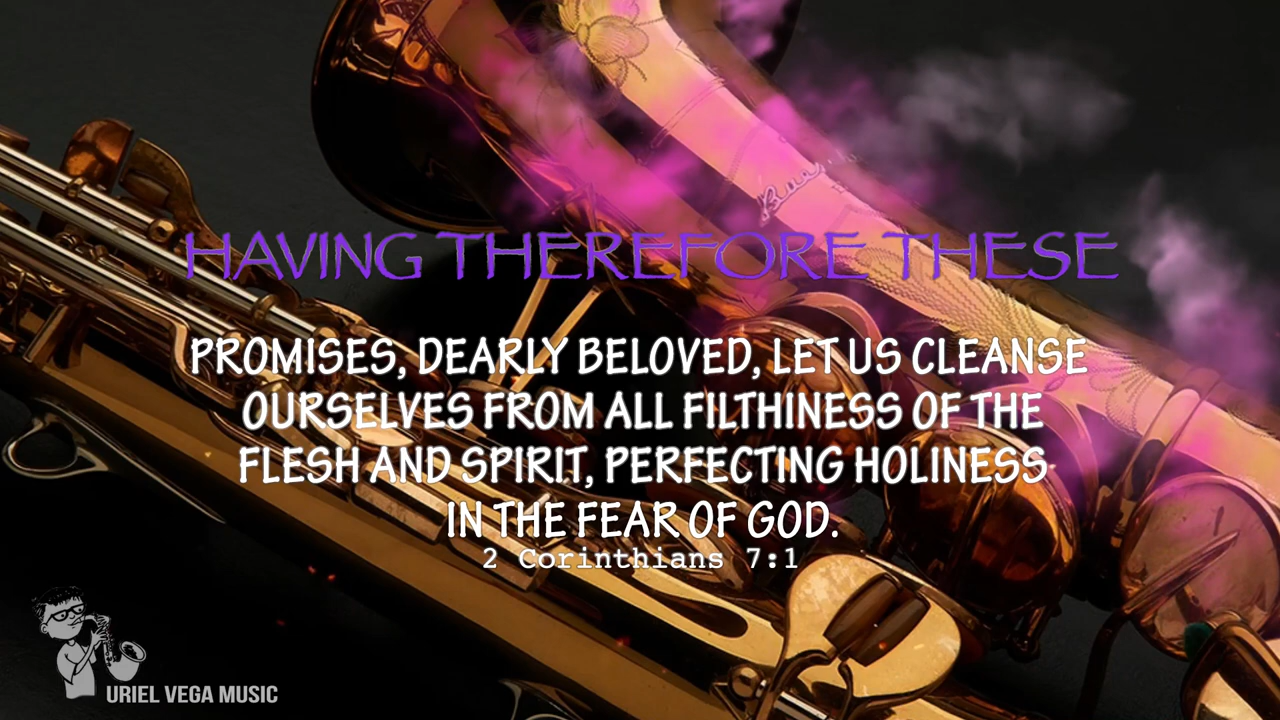 HAVING THEREFORE THESE
PROMISES, DEARLY BELOVED, LET US CLEANSE
OURSELVES FROM ALL FILTHINESS OF THE
FLESH AND SPIRIT, PERFECTING HOLINESS
IN THE FEAR OF GOD.
2 Corinthians 7:1
URIEL VEGA MUSIC